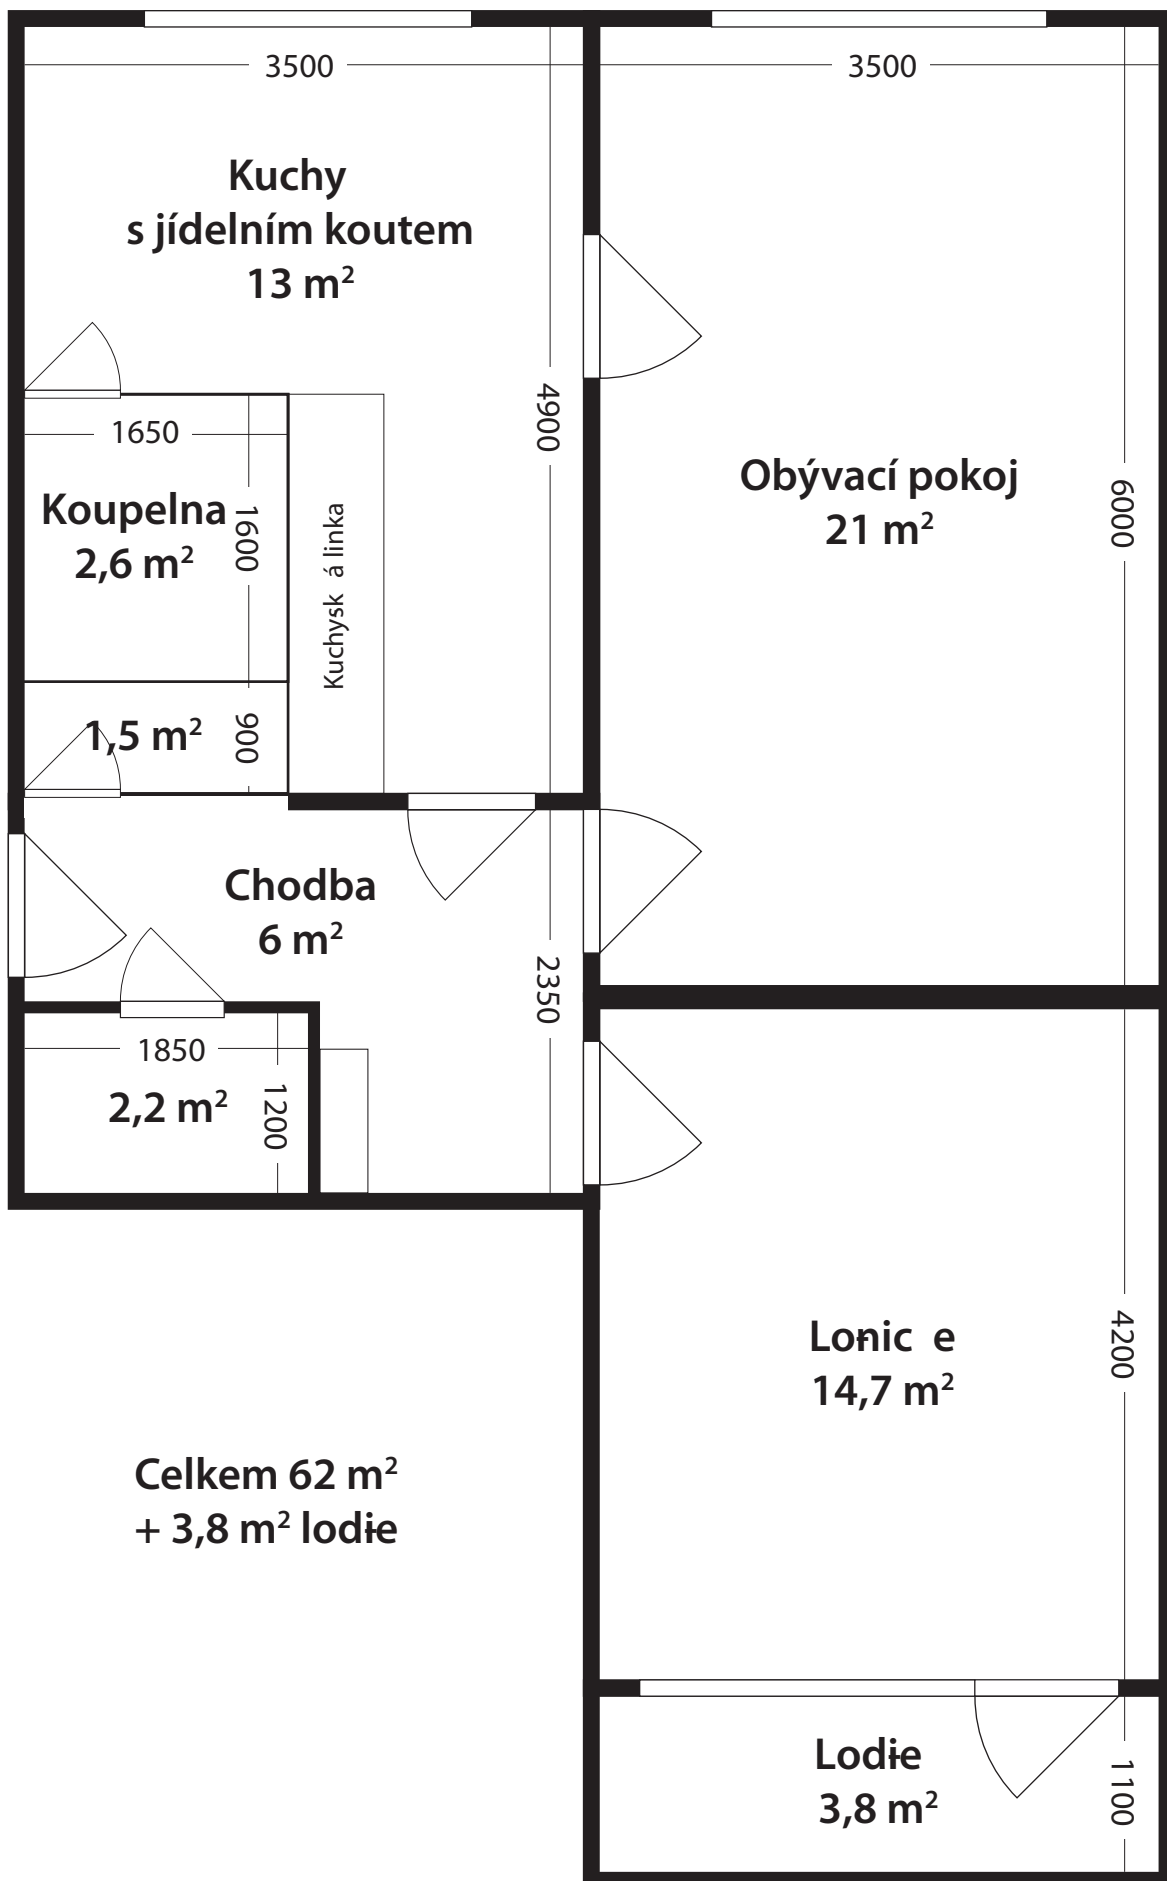 3500
3500
Kuchy
s jídelním koutem
13 m²
4900
1650
Koupelna
2,6 m²
1600
Kuchysk á linka
Obývací pokoj
21 m²
6000
1,5 m²
900
Chodba
6 m²
2350
1850
2,2 m²
1200
Lonic e
14,7 m²
4200
Celkem 62 m²
+ 3,8 m² lodie
Lodie
3,8 m²
1100